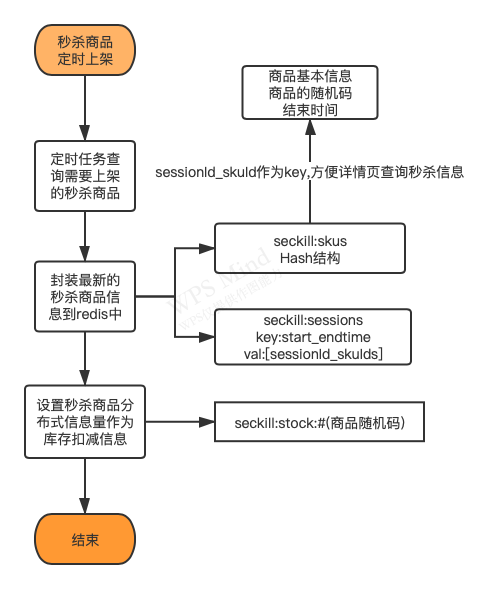 秒杀商品
定时上架
商品基本信息
商品的随机码
结束时间
定时任务查
询需要上架
的秒杀商品
sessionId_skuId作为key,方便详情页查询秒杀信息
seckill:skus
Hash结构
封装最新的
秒杀商品信
息到redis中
seckill:sessions
key:start_endtime
val:[sessionId_skuIds]
设置秒杀商品分
布式信息量作为
库存扣减信息
seckill:stock:#(商品随机码)
结束
WPS Mind